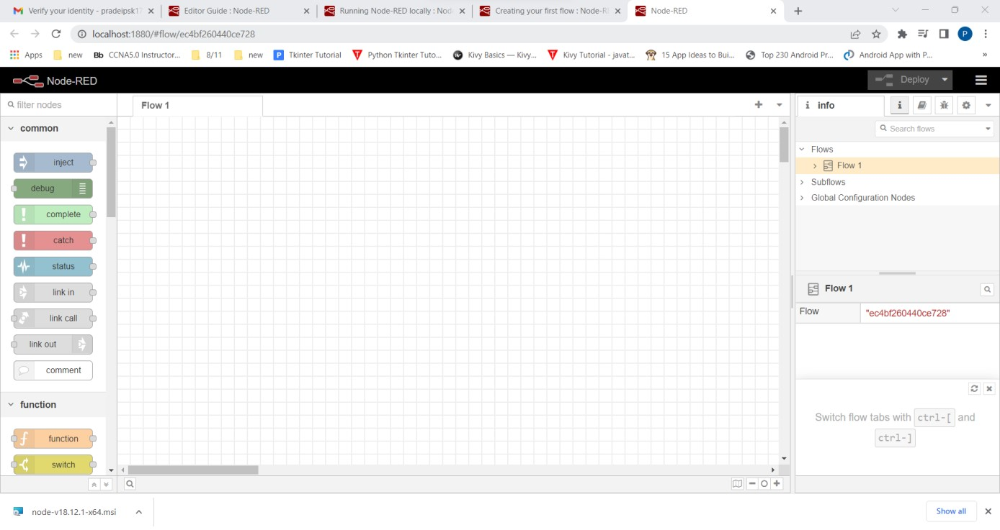 Verify your identity - pradeipsk17
Editor Guide : Node-RED
Running Node-RED locally : Node
Creating your first flow : Node-R
Node-RED
localhost:1880/#flow/ec4bf260440ce728
P
Apps
new
Bb CCNA5.0 Instructor...
8/11
new
P Tkinter Tutorial
Python Tkinter Tuto...
Kivy Basics — Kivy...
Kivy Tutorial - javat...
15 App Ideas to Bui...
Top 230 Android Pr...
Android App with P...
»
Node-RED
Deploy
filter nodes
Flow 1
i info
i
Search flows
common
inject
debug
complete
catch
status
link in
link call
link out
comment
function
function
switch
Flows
Flow 1
Subflows
Global Configuration Nodes
Flow 1
Flow "ec4bf260440ce728"
Switch flow tabs with ctrl-[ and
ctrl-]
node-v18.12.1-x64.msi
Show all